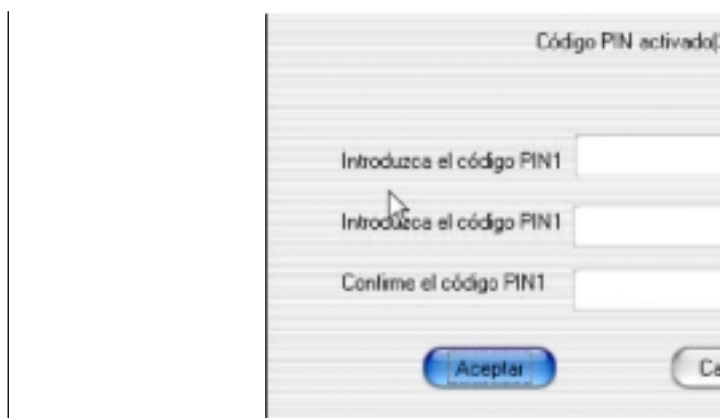 Código PIN activado(
Introduzca el código PIN1
Introduzca el código PIN1
Confirme el código PIN1
Aceptar